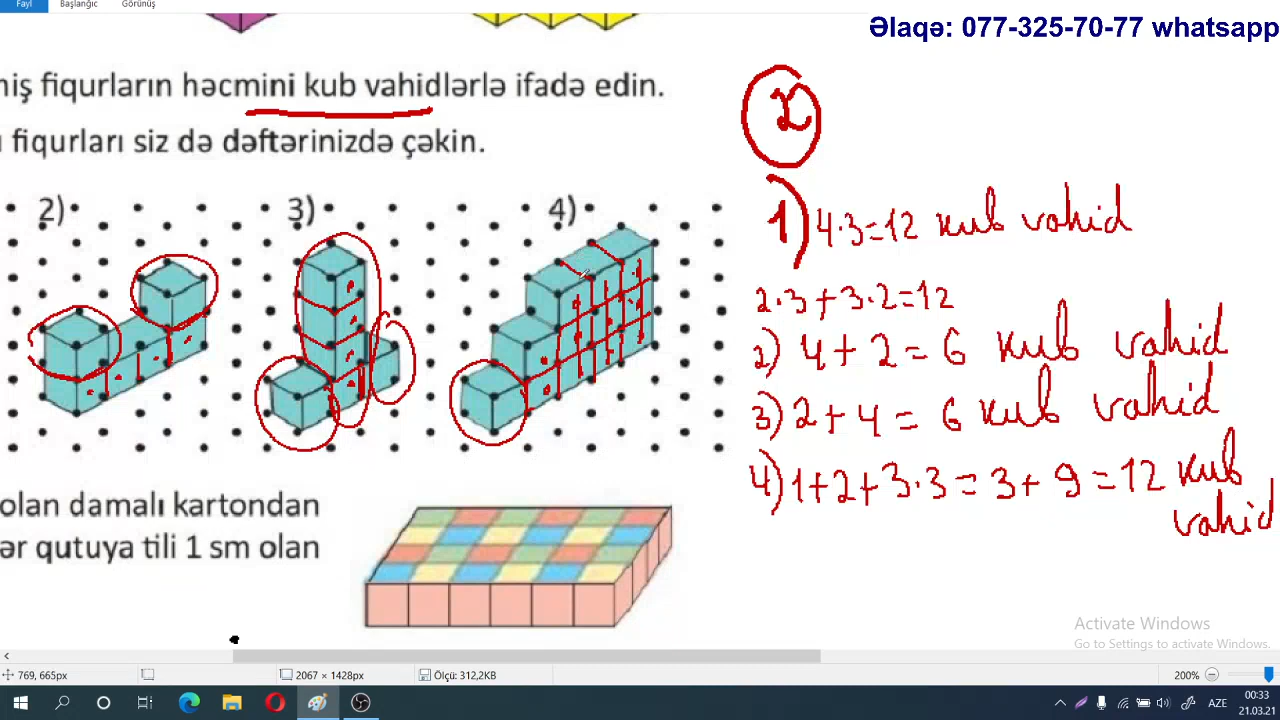 Fayl Başlanğıc Görünüş
Əlaqə: 077-325-70-77 whatsapp
niş fiqurların həcmini kub vahidlərlə ifadə edin.
fiqurları siz də dəftərinizdə çəkin.
2) 3) 4)
2
1) 4·3=12 kub vahid
2·3+3·2=12
2) 4+2=6 kub vahid
3) 2+4=6 kub vahid
4) 1+2+3·3=3+9=12 kub
vahid
olan damalı kartondan
ər qutuya tili 1 sm olan
Activate Windows
Go to Settings to activate Windows.
769, 665px 2067 × 1428px Ölçü: 312,2KB 200%
AZE 00:33
21.03.21